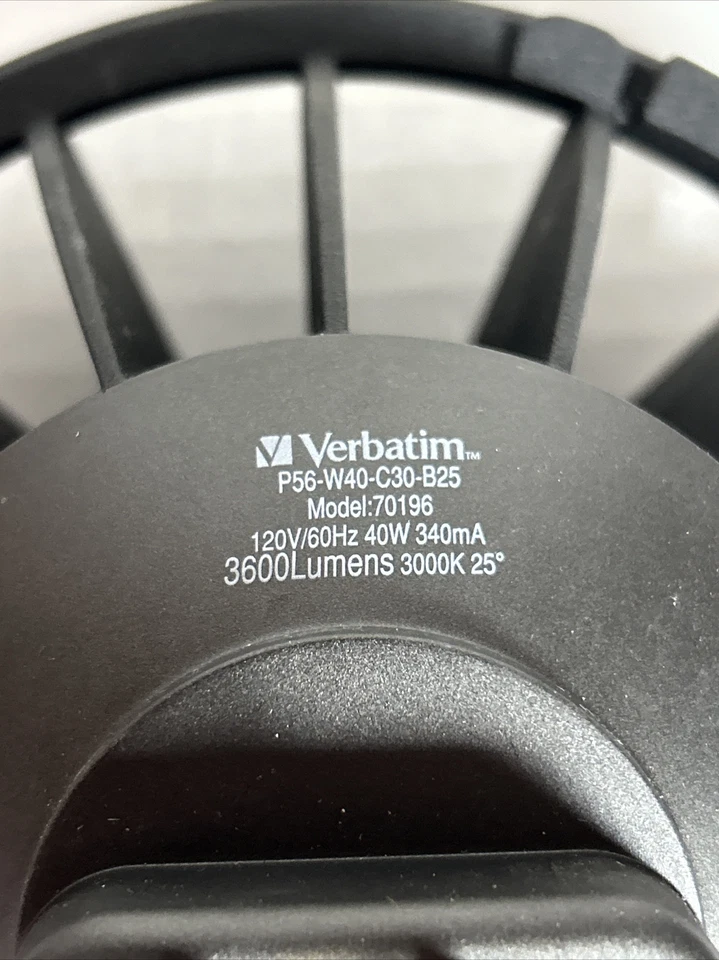 Verbatim™
P56-W40-C30-B25
Model:70196
120V/60Hz 40W 340mA
3600Lumens 3000K 25°